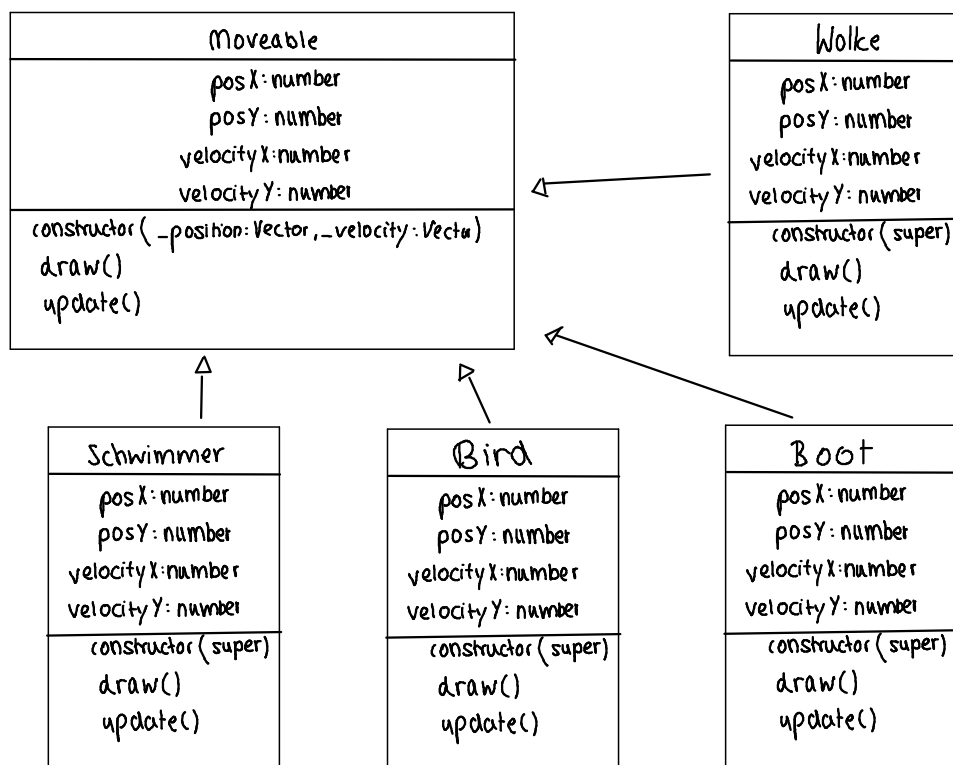 Moveable
posX:number
posY:number
velocityX:number
velocityY:number
constructor(_position:Vector,_velocity:Vector)
draw()
update()
Wolke
posX:number
posY:number
velocityX:number
velocityY:number
constructor(super)
draw()
update()
Schwimmer
posX:number
posY:number
velocityX:number
velocityY:number
constructor(super)
draw()
update()
Bird
posX:number
posY:number
velocityX:number
velocityY:number
constructor(super)
draw()
update()
Boot
posX:number
posY:number
velocityX:number
velocityY:number
constructor(super)
draw()
update()